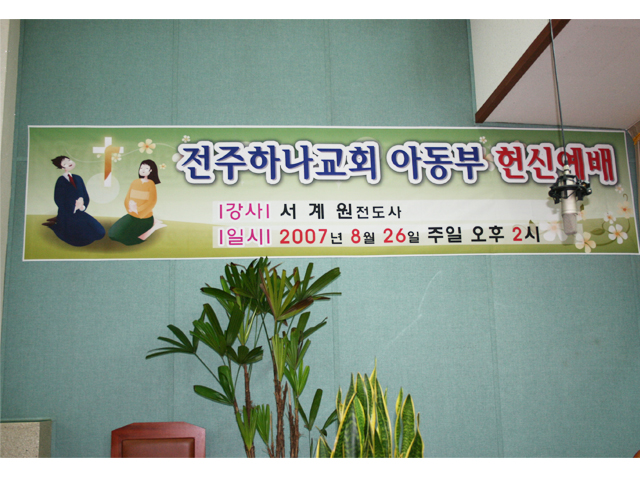 전주하나교회 아동부 헌신예배
|강사| 서 계 원전도사
|일시| 2007년 8월 26일 주일 오후 2시